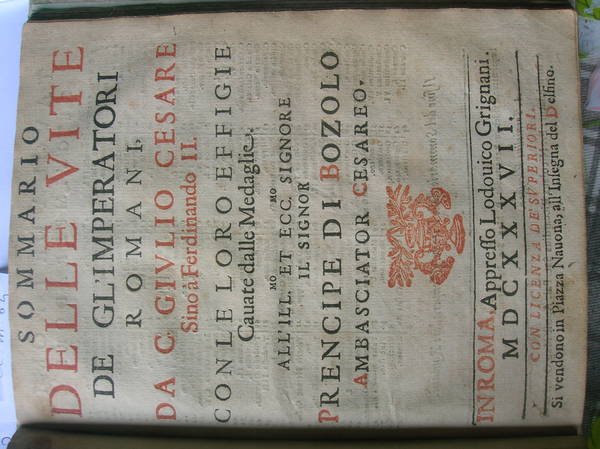 SOMMARIO
DELLE VITE
DE GL'IMPERATORI
ROMANI,
DA C. GIVLIO CESARE
Sino à Ferdinando II.
CON LE LORO EFFIGIE
Cauate dalle Medaglie.
ALL'ILL.MO ET ECC.MO SIGNORE
IL SIGNOR
PRENCIPE DI BOZOLO
AMBASCIATOR CESAREO.
IN ROMA, Appresso Lodouico Grignani.
MDCXXXVII.
CON LICENZA DE' SVPERIORI.
Si vendono in Piazza Nauona, all'Insegna del Delfino.